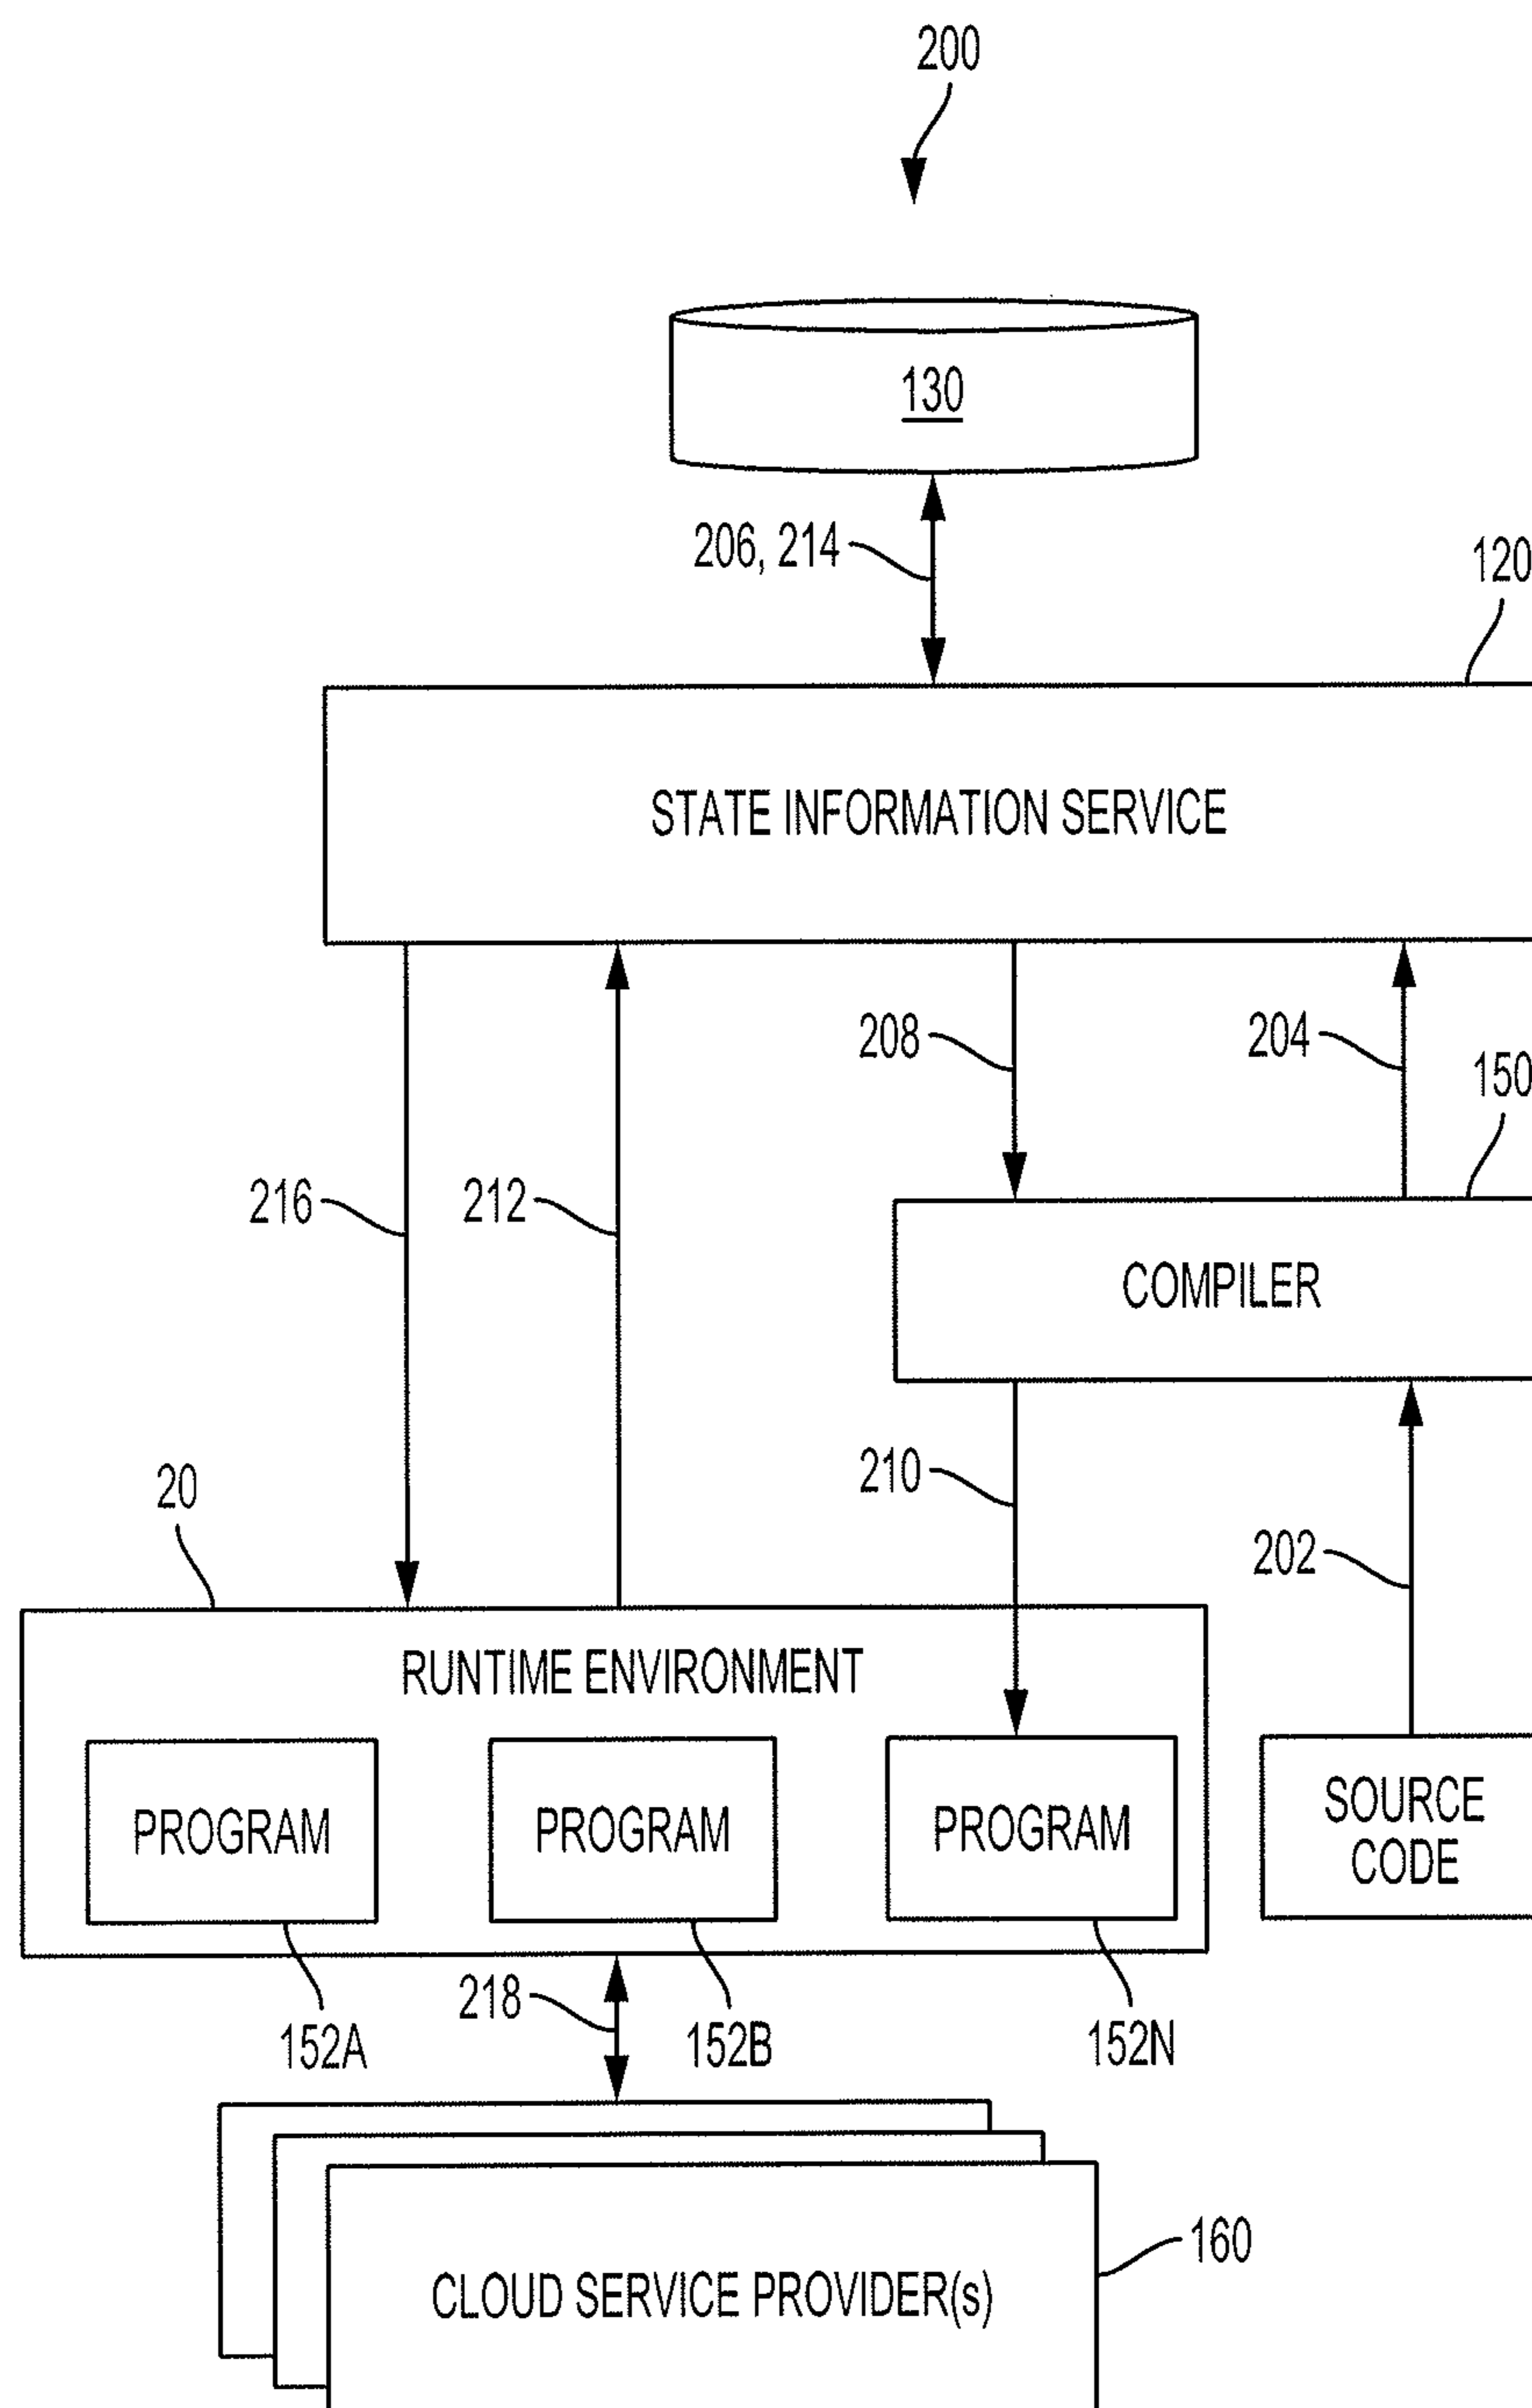 200
130
206, 214
120
STATE INFORMATION SERVICE
208
204
150
216
212
COMPILER
20
210
202
RUNTIME ENVIRONMENT
PROGRAM
PROGRAM
PROGRAM
SOURCE
CODE
218
152A
152B
152N
160
CLOUD SERVICE PROVIDER(s)